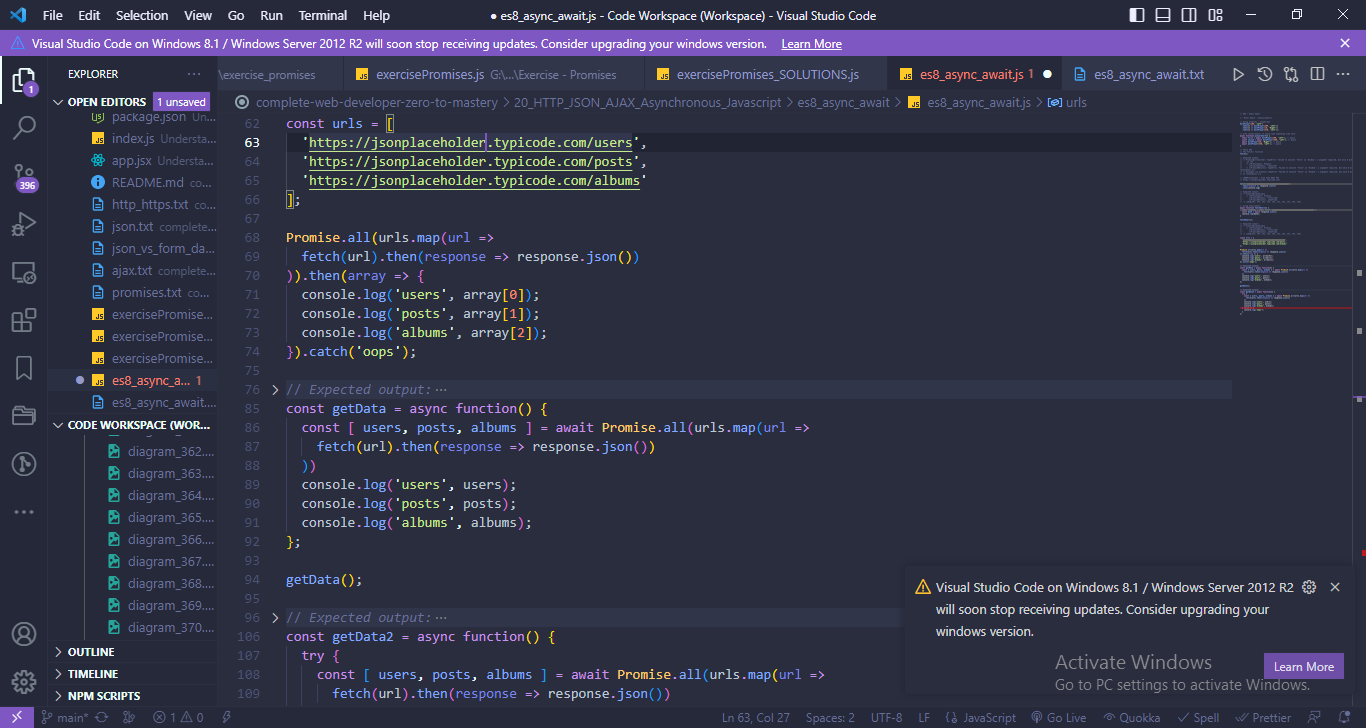 File Edit Selection View Go Run Terminal Help
● es8_async_await.js - Code Workspace (Workspace) - Visual Studio Code
Visual Studio Code on Windows 8.1 / Windows Server 2012 R2 will soon stop receiving updates. Consider upgrading your windows version. Learn More
EXPLORER
OPEN EDITORS 1 unsaved
package.json Un...
index.js Understa...
app.jsx Understa...
README.md co...
http_https.txt co...
json.txt complete...
json_vs_form_da...
ajax.txt complete...
promises.txt co...
exercisePromise...
exercisePromise...
exercisePromise...
es8_async_a... 1
es8_async_await....
CODE WORKSPACE (WOR...
diagram_362....
diagram_363....
diagram_364....
diagram_365....
diagram_366....
diagram_367....
diagram_368....
diagram_369....
diagram_370....
OUTLINE
TIMELINE
NPM SCRIPTS
1
396
\exercise_promises
exercisePromises.js G:\...\Exercise - Promises
exercisePromises_SOLUTIONS.js
es8_async_await.js 1
es8_async_await.txt
complete-web-developer-zero-to-mastery > 20_HTTP_JSON_AJAX_Asynchronous_Javascript > es8_async_await > es8_async_await.js > urls
62 const urls = [
63 'https://jsonplaceholder.typicode.com/users',
64 'https://jsonplaceholder.typicode.com/posts',
65 'https://jsonplaceholder.typicode.com/albums'
66 ];
67
68 Promise.all(urls.map(url =>
69 fetch(url).then(response => response.json())
70 )).then(array => {
71 console.log('users', array[0]);
72 console.log('posts', array[1]);
73 console.log('albums', array[2]);
74 }).catch('oops');
75
76 // Expected output:···
85 const getData = async function() {
86 const [ users, posts, albums ] = await Promise.all(urls.map(url =>
87 fetch(url).then(response => response.json())
88 ))
89 console.log('users', users);
90 console.log('posts', posts);
91 console.log('albums', albums);
92 };
93
94 getData();
95
96 // Expected output:···
106 const getData2 = async function() {
107 try {
108 const [ users, posts, albums ] = await Promise.all(urls.map(url =>
109 fetch(url).then(response => response.json())
Visual Studio Code on Windows 8.1 / Windows Server 2012 R2
will soon stop receiving updates. Consider upgrading your
windows version.
Learn More
Activate Windows
Go to PC settings to activate Windows.
main* 1 0
Ln 63, Col 27 Spaces: 2 UTF-8 LF {} JavaScript Go Live Quokka Spell Prettier